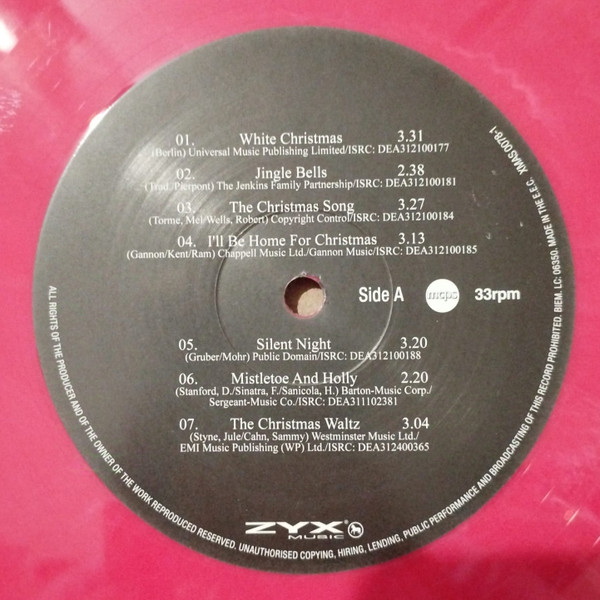 01. White Christmas 3.31
(Berlin) Universal Music Publishing Limited/ISRC: DEA312100177
02. Jingle Bells 2.38
(Trad. Pierpont) The Jenkins Family Partnership/ISRC: DEA312100181
03. The Christmas Song 3.27
(Torme, Mel/Wells, Robert) Copyright Control/ISRC: DEA312100184
04. I'll Be Home For Christmas 3.13
(Gannon/Kent/Ram) Chappell Music Ltd./Gannon Music/ISRC: DEA312100185
Side A mcps 33rpm
05. Silent Night 3.20
(Gruber/Mohr) Public Domain/ISRC: DEA312100188
06. Mistletoe And Holly 2.20
(Stanford, D./Sinatra, F./Sanicola, H.) Barton-Music Corp./
Sergeant-Music Co./ISRC: DEA311102381
07. The Christmas Waltz 3.04
(Styne, Jule/Cahn, Sammy) Westminster Music Ltd./
EMI Music Publishing (WP) Ltd./ISRC: DEA312400365
ZYX®
MUSIC
ALL RIGHTS OF THE PRODUCER AND OF THE OWNER OF THE WORK REPRODUCED RESERVED. UNAUTHORISED COPYING, HIRING, LENDING, PUBLIC PERFORMANCE AND BROADCASTING OF THIS RECORD PROHIBITED. BIEM. LC: 06350. MADE IN THE E.E.C. XMAS 0078-1